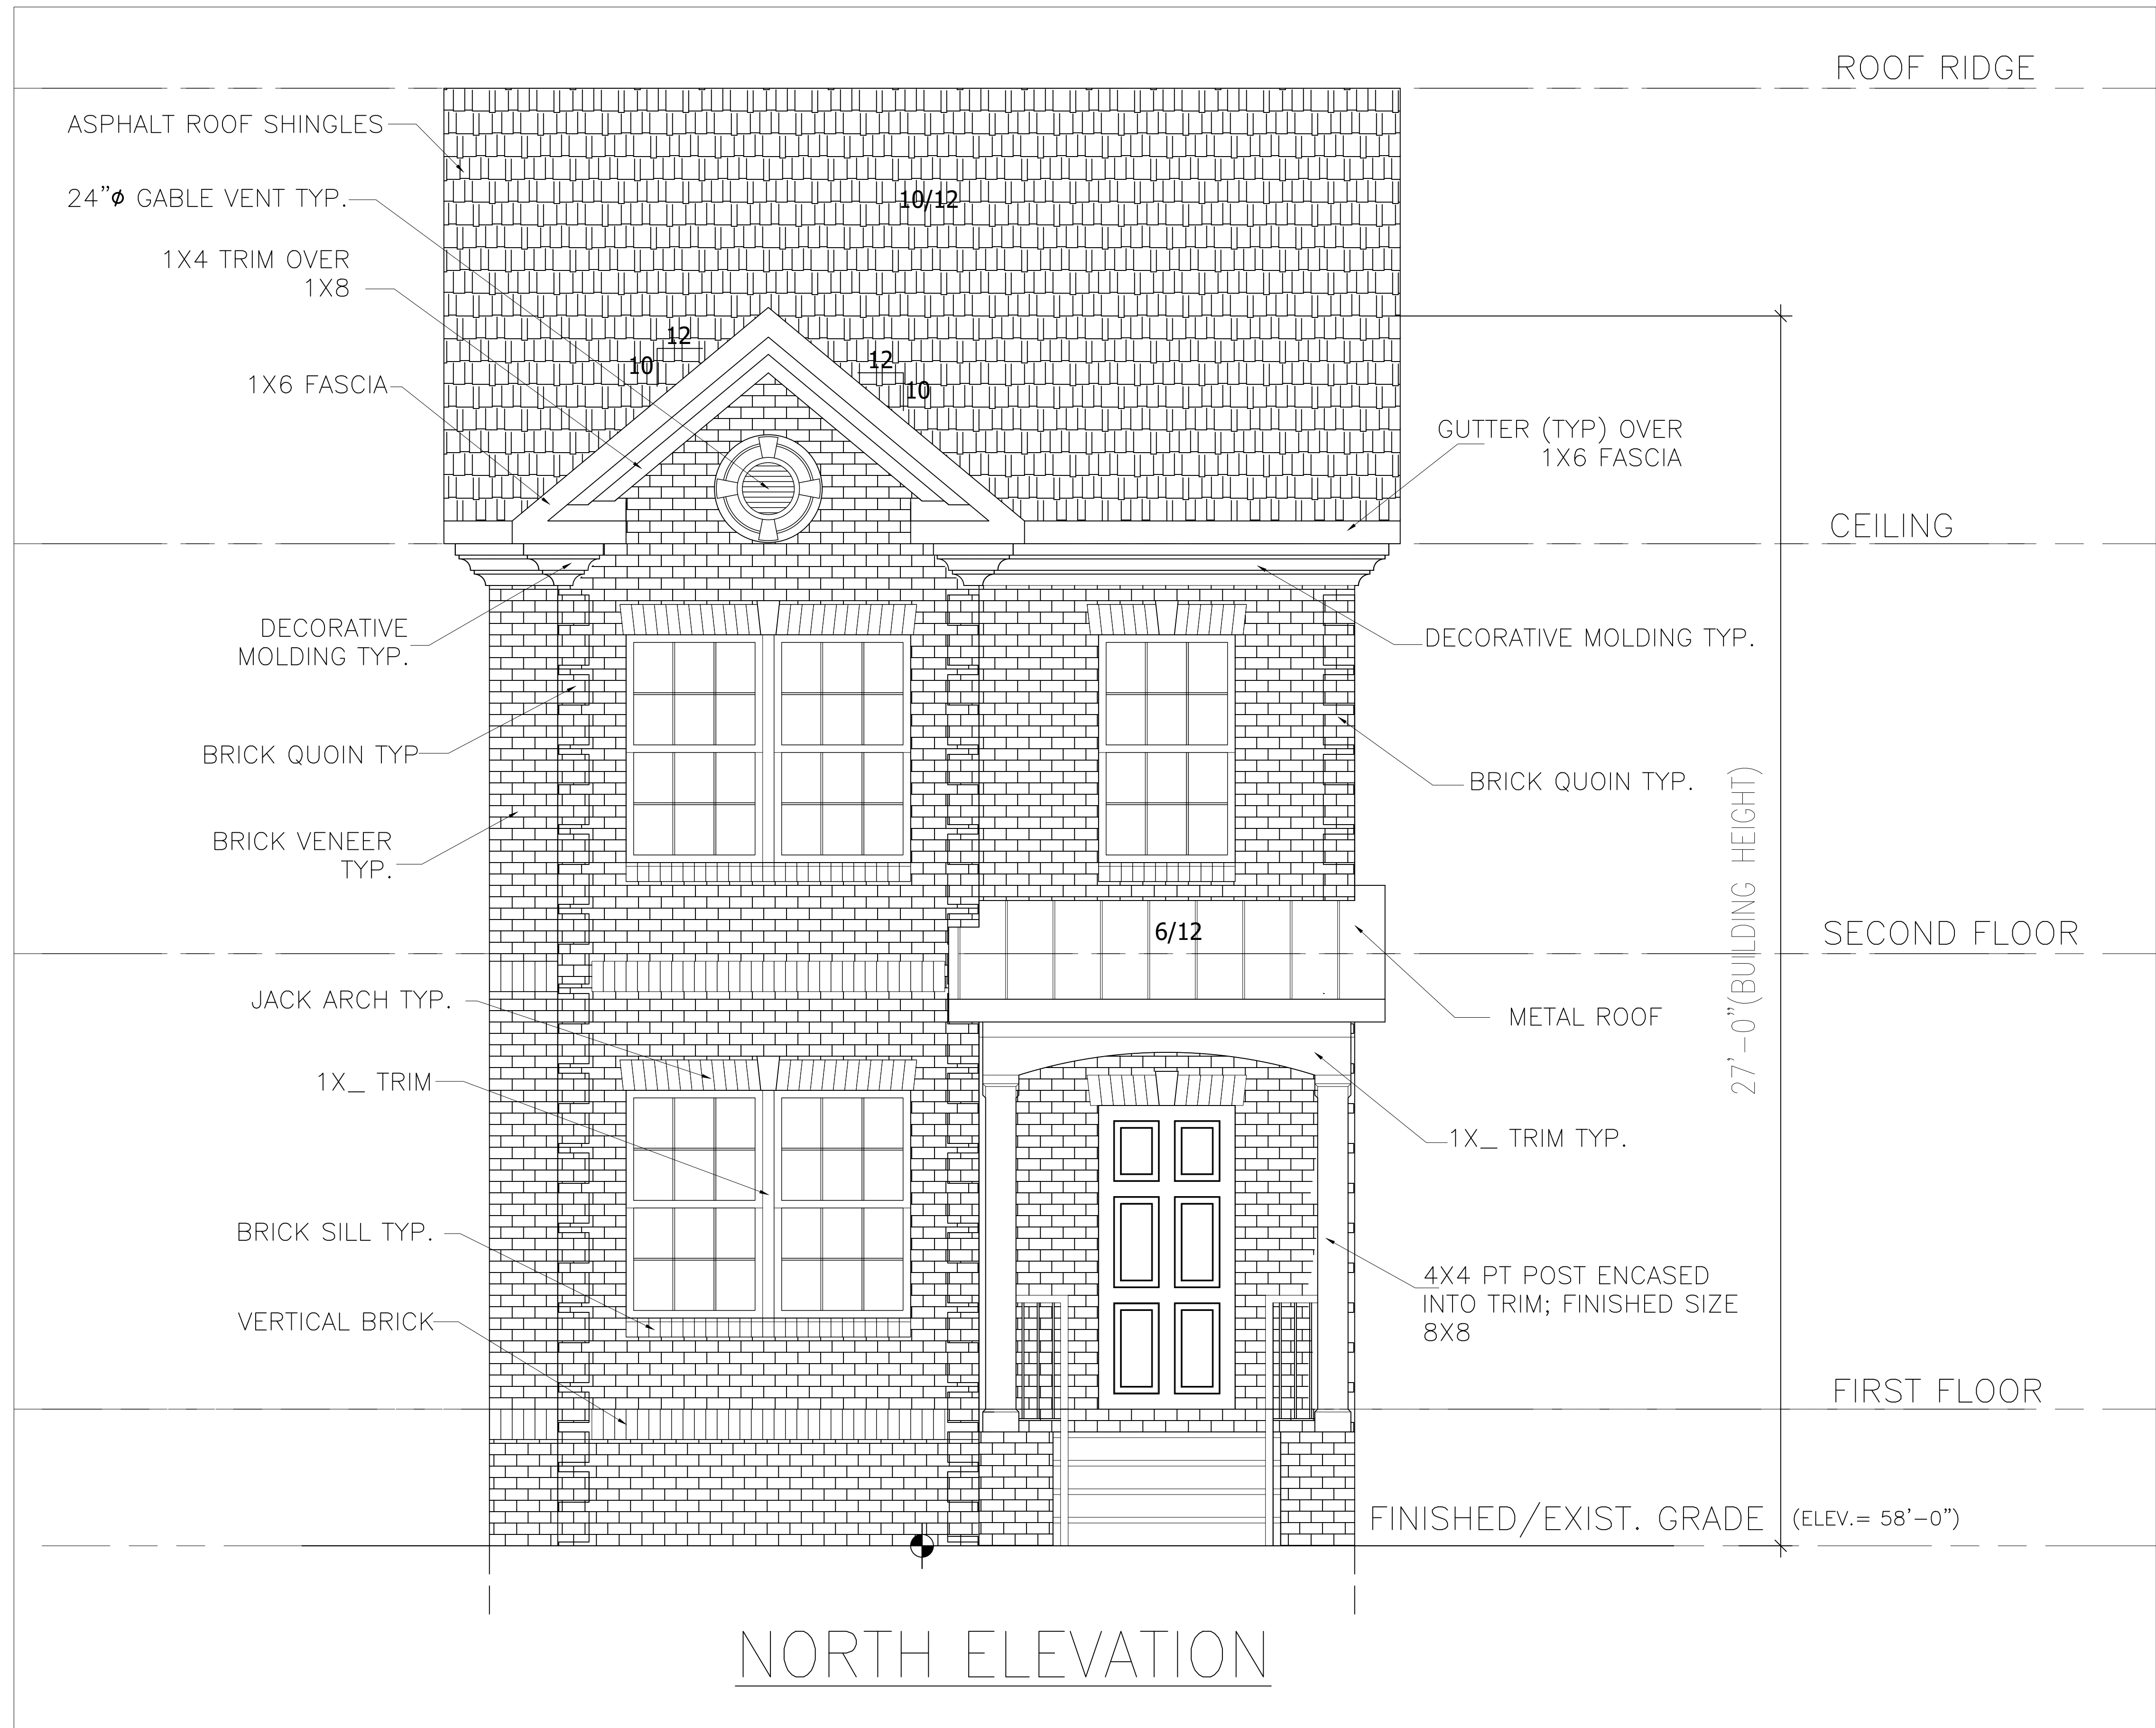 ROOF RIDGE
ASPHALT ROOF SHINGLES
24"ø GABLE VENT TYP.
10/12
1X4 TRIM OVER
1X8
12
10
12
10
1X6 FASCIA
GUTTER (TYP) OVER
1X6 FASCIA
CEILING
DECORATIVE
MOLDING TYP.
DECORATIVE MOLDING TYP.
BRICK QUOIN TYP
BRICK QUOIN TYP.
BRICK VENEER
TYP.
27'-0"(BUILDING HEIGHT)
6/12
SECOND FLOOR
JACK ARCH TYP.
METAL ROOF
1X_ TRIM
1X_ TRIM TYP.
BRICK SILL TYP.
4X4 PT POST ENCASED
INTO TRIM; FINISHED SIZE
8X8
VERTICAL BRICK
FIRST FLOOR
FINISHED/EXIST. GRADE (ELEV.= 58'-0")
NORTH ELEVATION